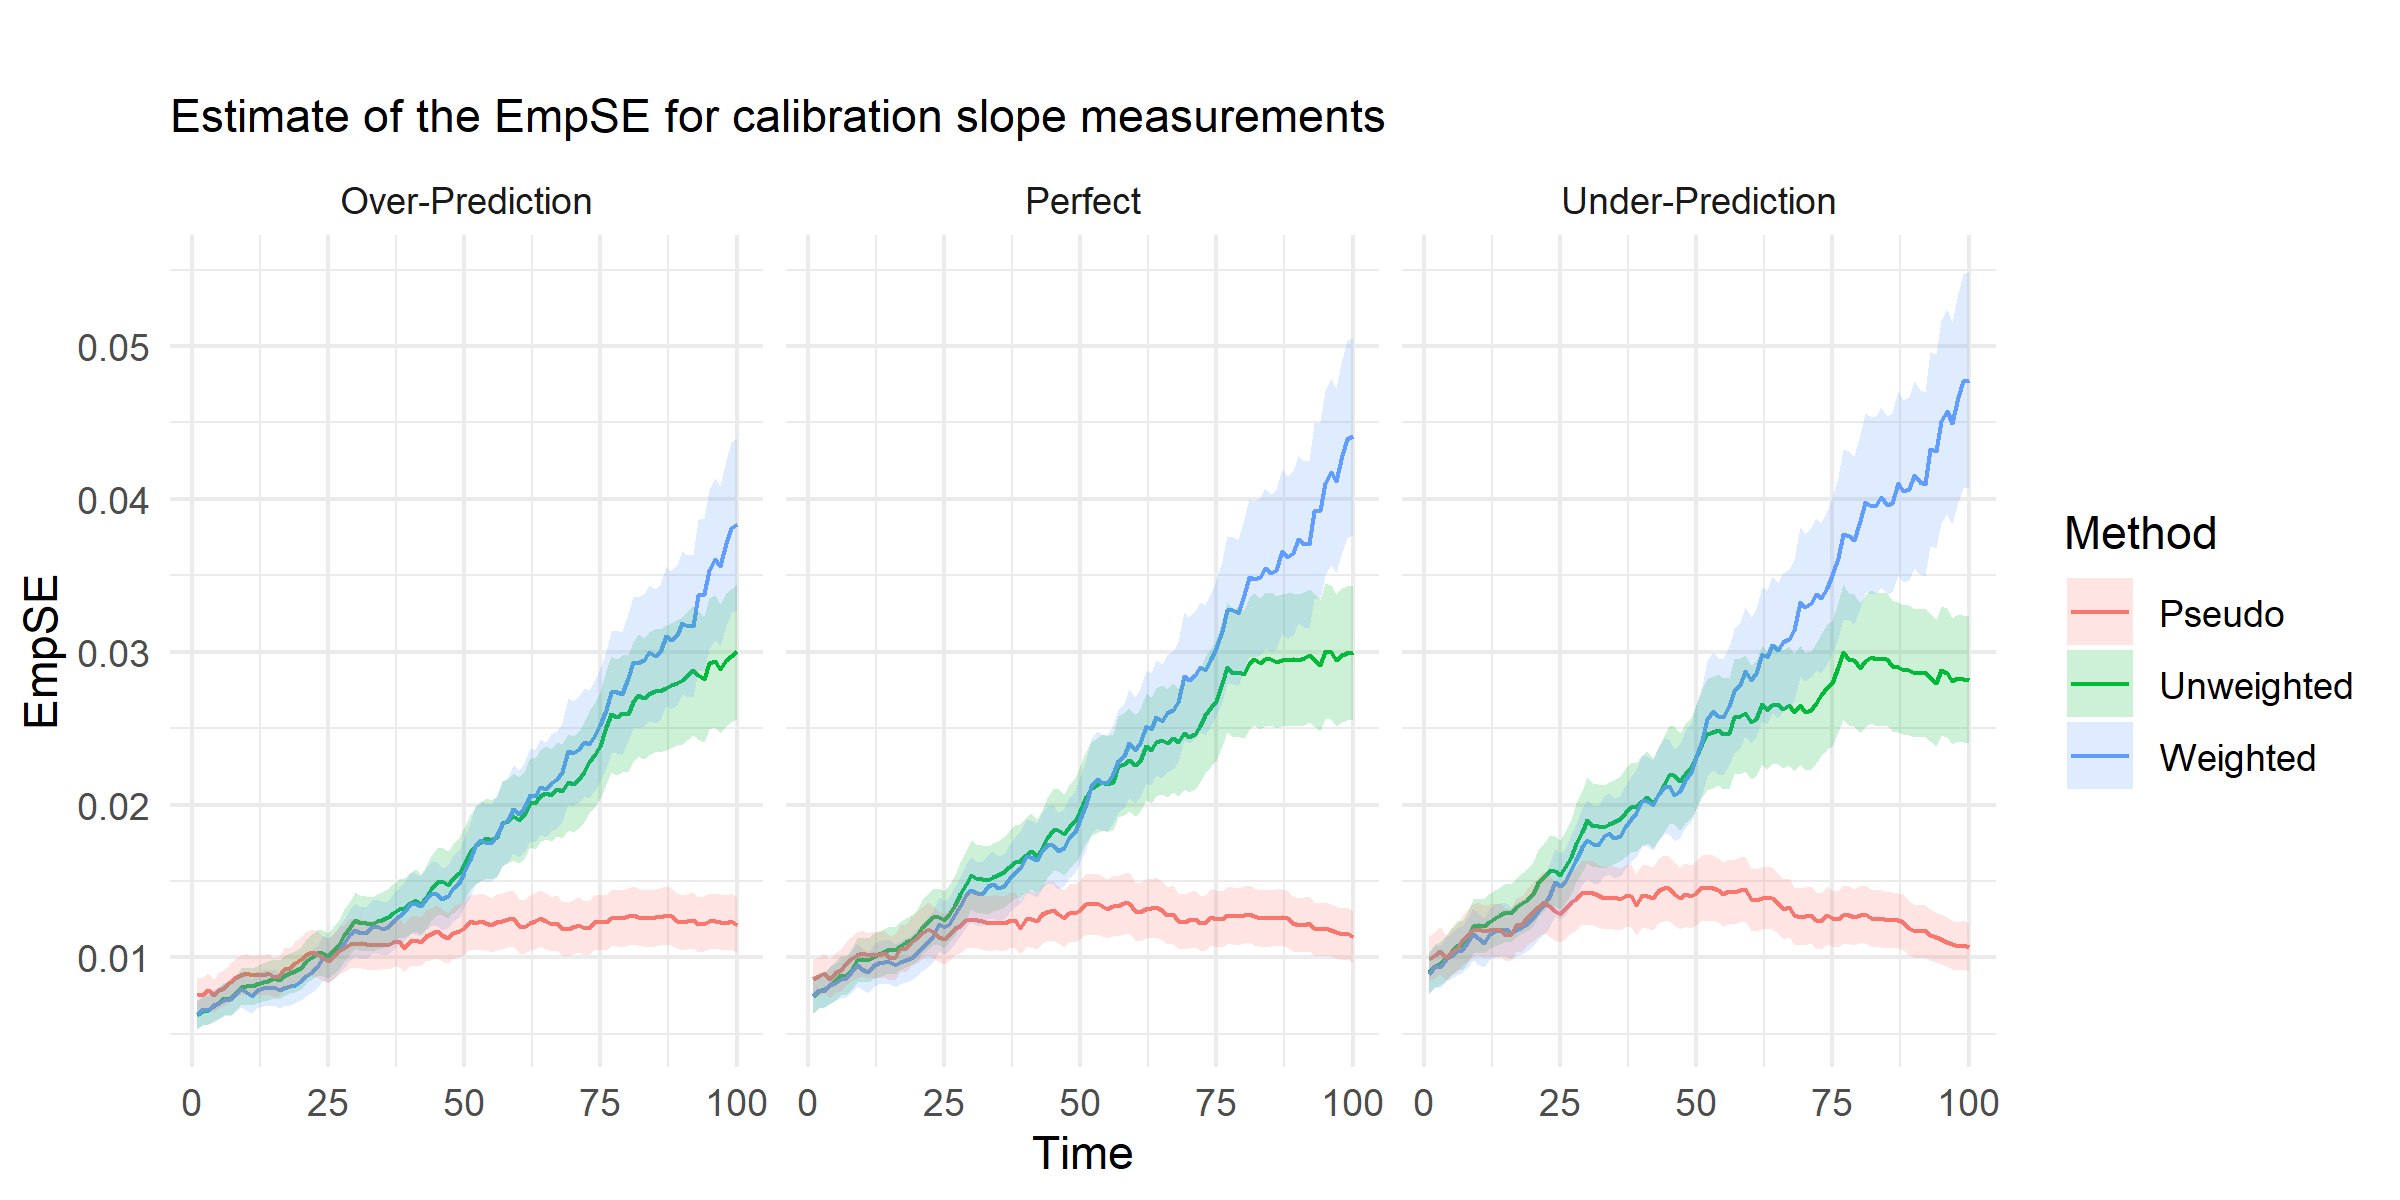 Estimate of the EmpSE for calibration slope measurements
Over-Prediction Perfect Under-Prediction
0.05
0.04
0.03
0.02
0.01
EmpSE
0 25 50 75 100 0 25 50 75 100 0 25 50 75 100
Time
Method
Pseudo
Unweighted
Weighted